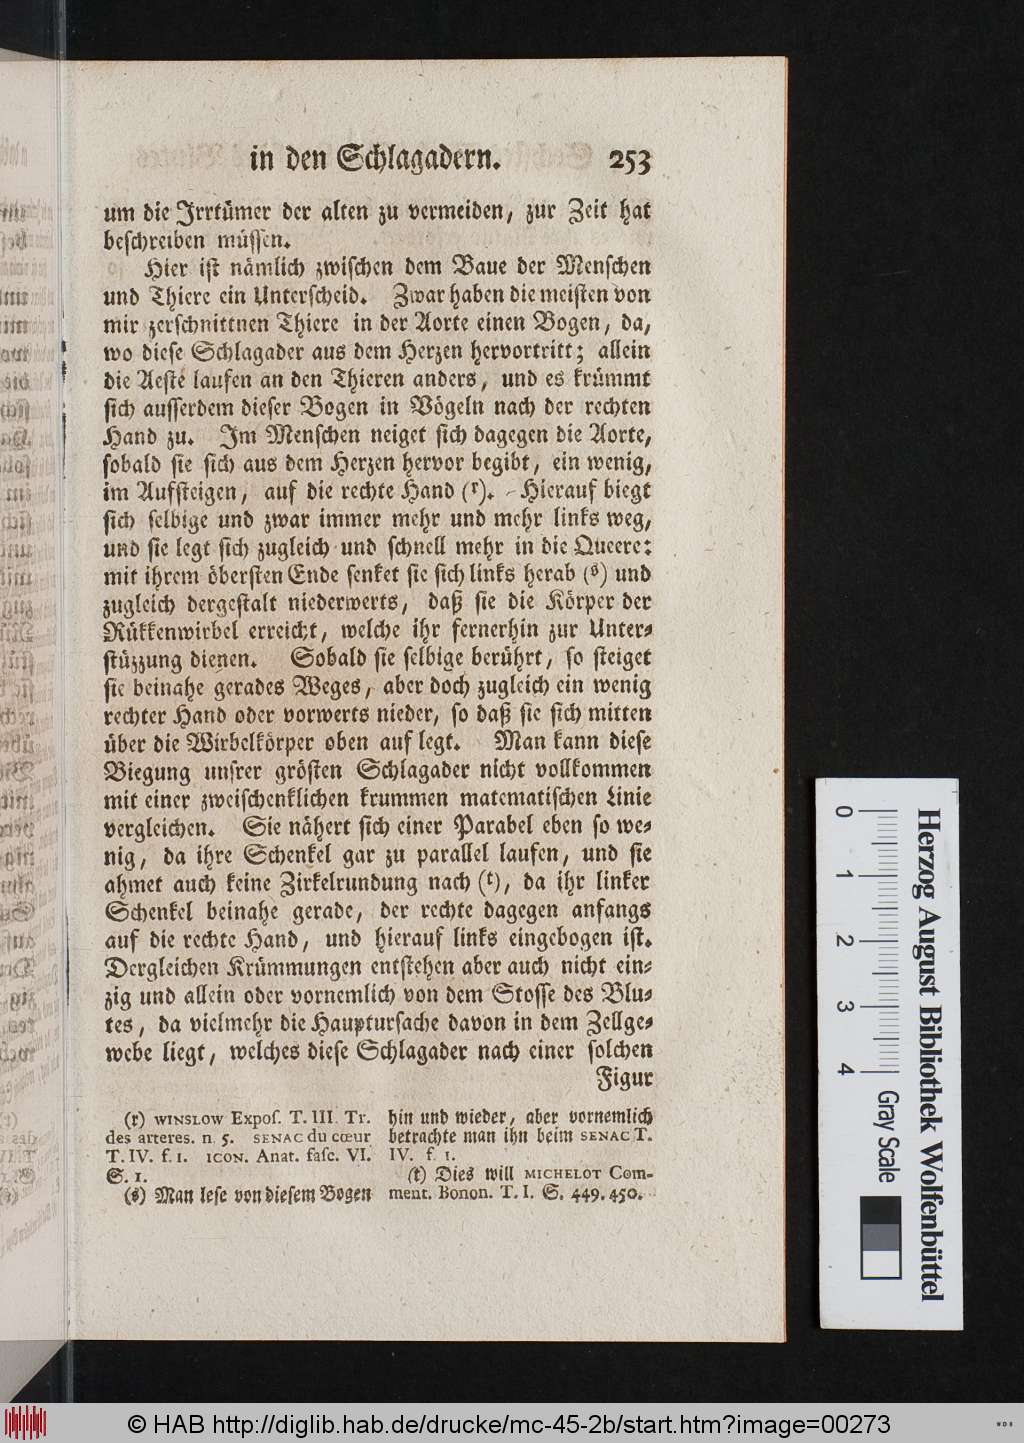 in den Schlagadern. 253
um die Irrtümer der alten zu vermeiden, zur Zeit hat
beschreiben müssen.
Hier ist nämlich zwischen dem Baue der Menschen
und Thiere ein Unterscheid. Zwar haben die meisten von
mir zerschnittnen Thiere in der Aorte einen Bogen, da,
wo diese Schlagader aus dem Herzen hervortritt; allein
die Aeste laufen an den Thieren anders, und es krümmt
sich ausserdem dieser Bogen in Vögeln nach der rechten
Hand zu. Im Menschen neiget sich dagegen die Aorte,
sobald sie sich aus dem Herzen hervor begibt, ein wenig,
im Aufsteigen, auf die rechte Hand (r). Hierauf biegt
sich selbige und zwar immer mehr und mehr links weg,
und sie legt sich zugleich und schnell mehr in die Queere:
mit ihrem öbersten Ende senket sie sich links herab (s) und
zugleich dergestalt niederwerts, daß sie die Körper der
Rükkenwirbel erreicht, welche ihr fernerhin zur Unter-
stüzzung dienen. Sobald sie selbige berührt, so steiget
sie beinahe gerades Weges, aber doch zugleich ein wenig
rechter Hand oder vorwerts nieder, so daß sie sich mitten
über die Wirbelkörper oben auf legt. Man kann diese
Biegung unsrer grösten Schlagader nicht vollkommen
mit einer zweischenklichen krummen matematischen Linie
vergleichen. Sie nähert sich einer Parabel eben so we-
nig, da ihre Schenkel gar zu parallel laufen, und sie
ahmet auch keine Zirkelrundung nach (t), da ihr linker
Schenkel beinahe gerade, der rechte dagegen anfangs
auf die rechte Hand, und hierauf links eingebogen ist.
Dergleichen Krümmungen entstehen aber auch nicht ein-
zig und allein oder vornemlich von dem Stosse des Blu-
tes, da vielmehr die Hauptursache davon in dem Zellge-
webe liegt, welches diese Schlagader nach einer solchen
Figur
(r) WINSLOW Expos. T. III. Tr.
des arteres. n. 5. SENAC du cœur
T. IV. f. 1. ICON. Anat. fasc. VI.
S. 1.
(s) Man lese von diesem Bogen
hin und wieder, aber vornemlich
betrachte man ihn beim SENAC T.
IV. f. 1.
(t) Dies will MICHELOT Com-
ment. Bonon. T. I. S. 449. 450.
0 1 2 3 4
Herzog August Bibliothek Wolfenbüttel
Gray Scale
© HAB http://diglib.hab.de/drucke/mc-45-2b/start.htm?image=00273